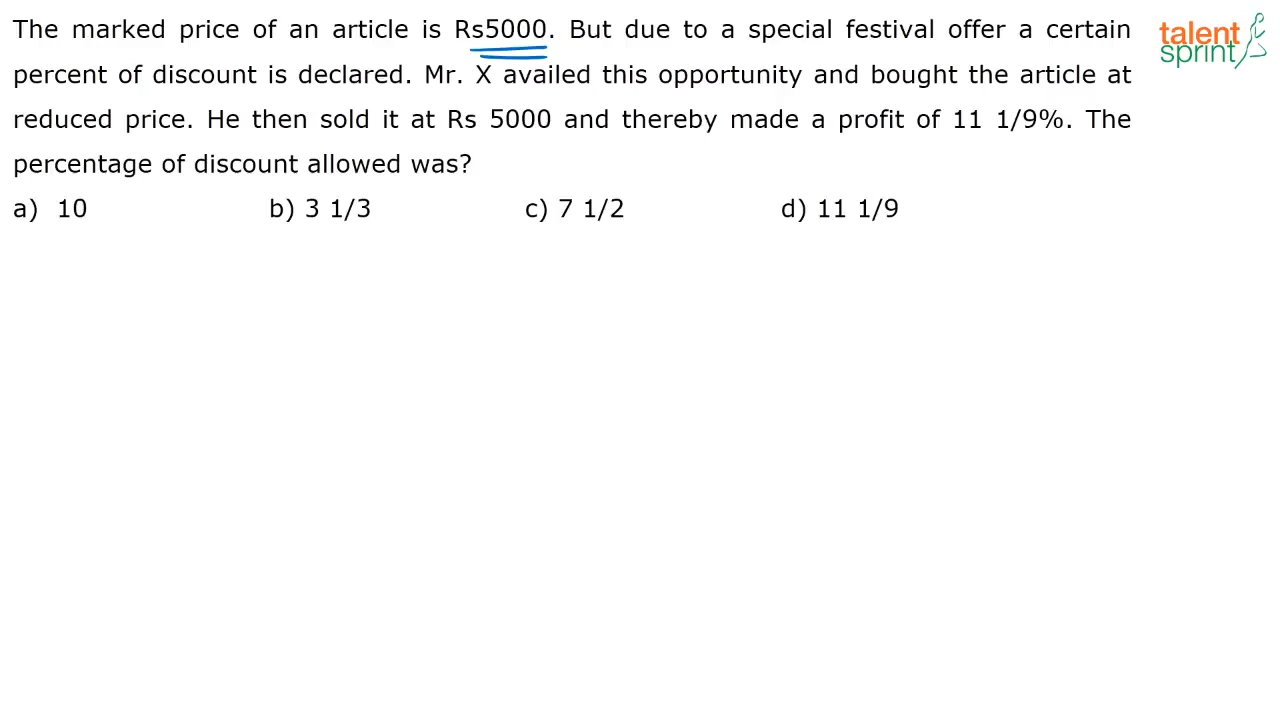 The marked price of an article is Rs5000. But due to a special festival offer a certain
percent of discount is declared. Mr. X availed this opportunity and bought the article at
reduced price. He then sold it at Rs 5000 and thereby made a profit of 11 1/9%. The
percentage of discount allowed was?
a) 10 b) 3 1/3 c) 7 1/2 d) 11 1/9
talent
sprint